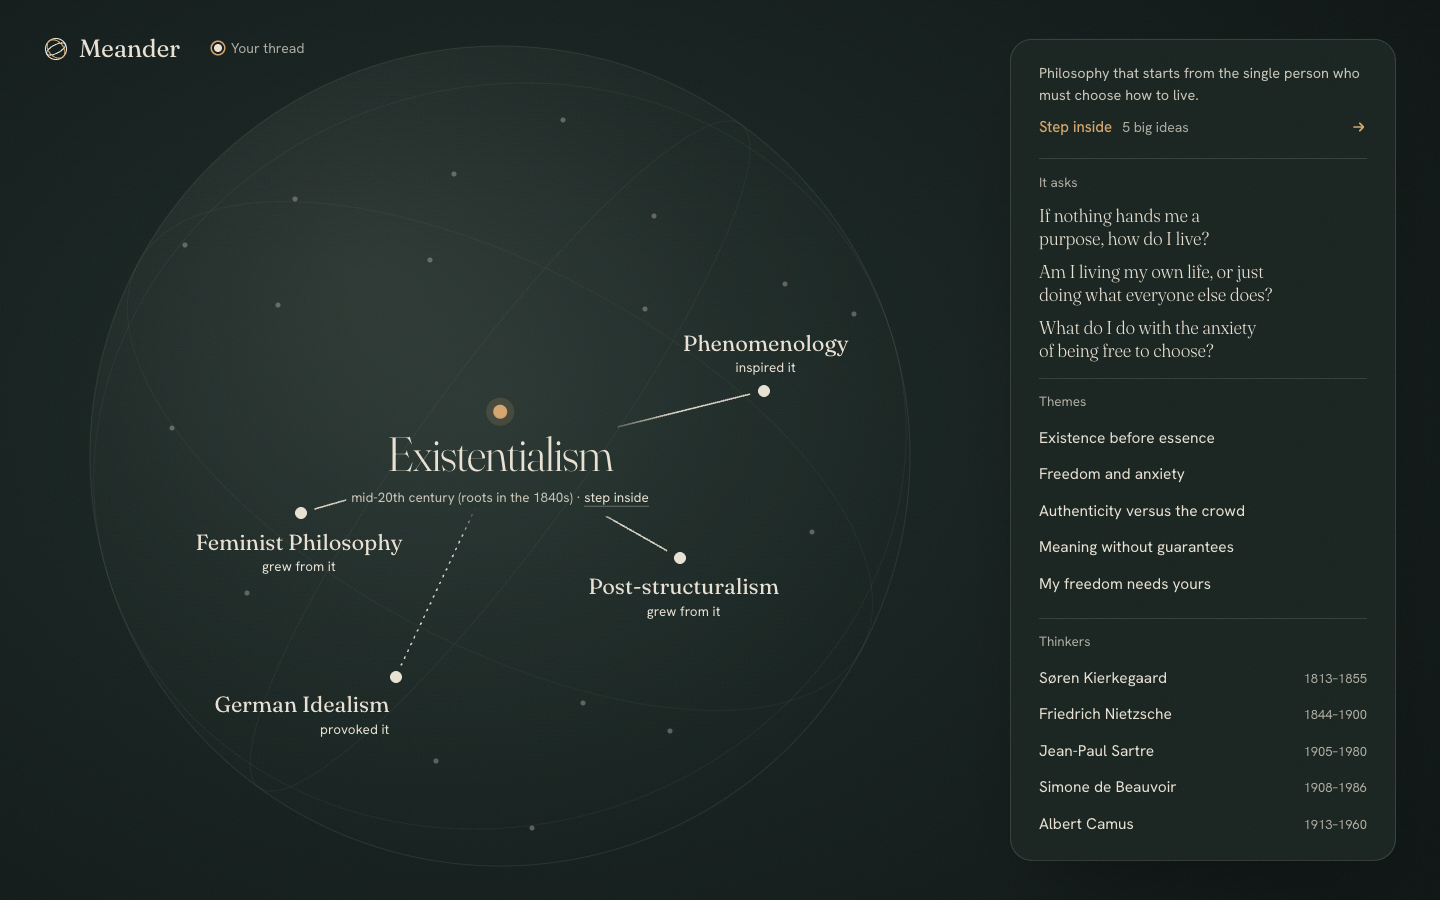 Meander
Your thread
Phenomenology
inspired it
Existentialism
mid-20th century (roots in the 1840s) · step inside
Feminist Philosophy
grew from it
Post-structuralism
grew from it
German Idealism
provoked it
Philosophy that starts from the single person who
must choose how to live.
Step inside 5 big ideas →
It asks
If nothing hands me a
purpose, how do I live?
Am I living my own life, or just
doing what everyone else does?
What do I do with the anxiety
of being free to choose?
Themes
Existence before essence
Freedom and anxiety
Authenticity versus the crowd
Meaning without guarantees
My freedom needs yours
Thinkers
Søren Kierkegaard 1813–1855
Friedrich Nietzsche 1844–1900
Jean-Paul Sartre 1905–1980
Simone de Beauvoir 1908–1986
Albert Camus 1913–1960